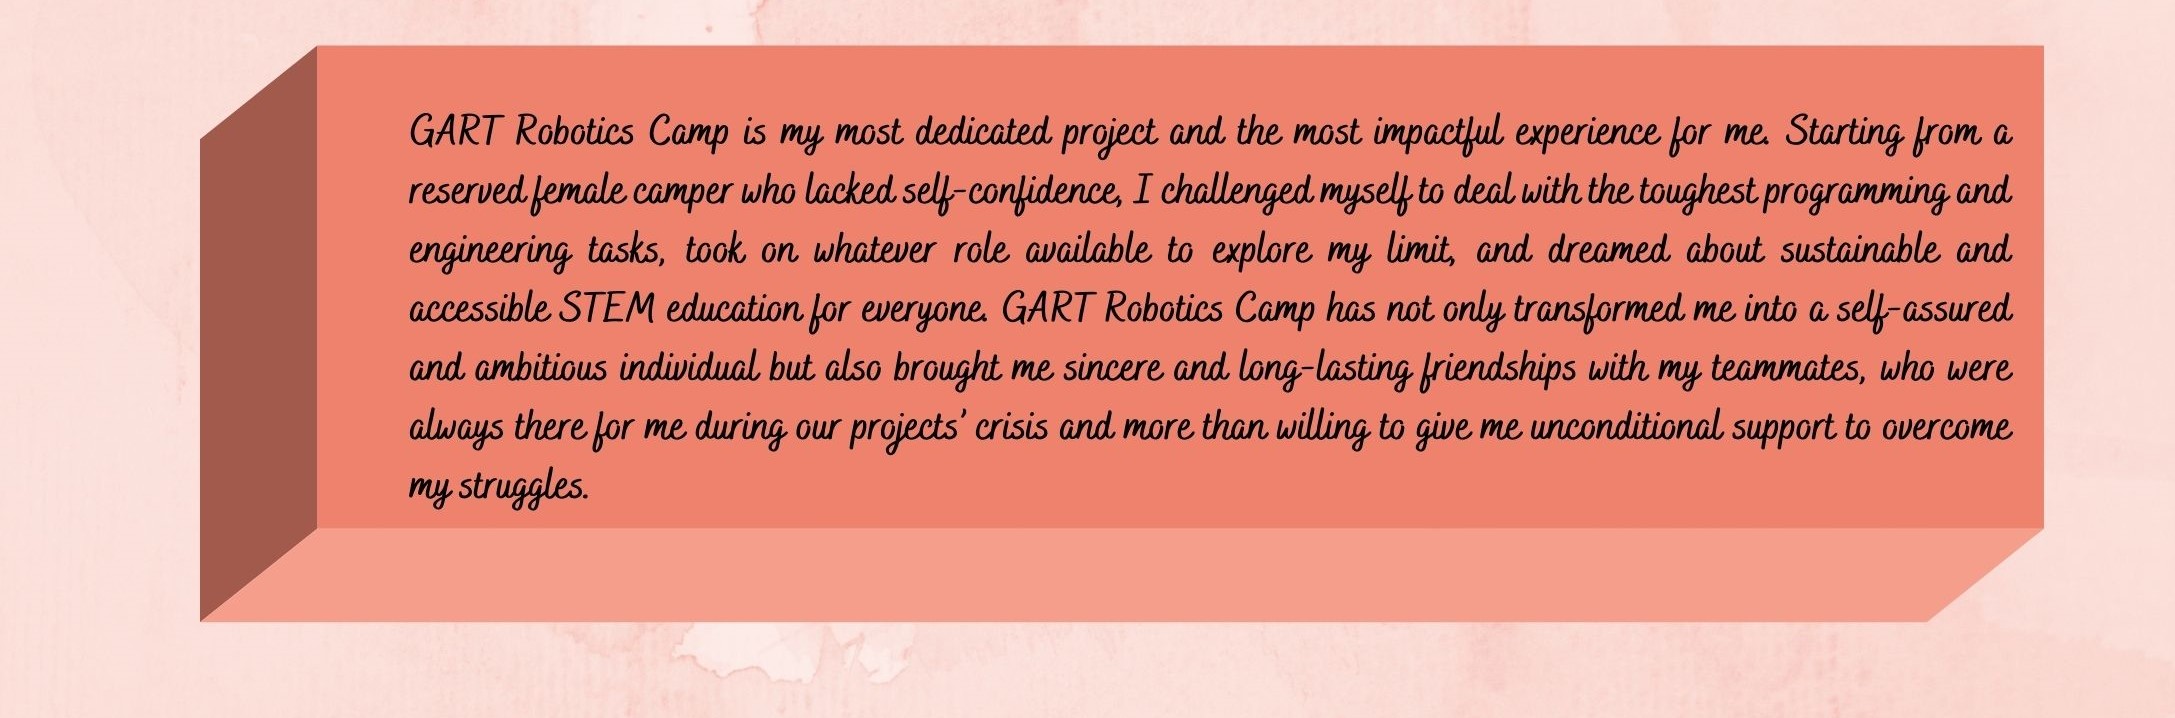 GART Robotics Camp is my most dedicated project and the most impactful experience for me. Starting from a
reserved female camper who lacked self-confidence, I challenged myself to deal with the toughest programming and
engineering tasks, took on whatever role available to explore my limit, and dreamed about sustainable and
accessible STEM education for everyone. GART Robotics Camp has not only transformed me into a self-assured
and ambitious individual but also brought me sincere and long-lasting friendships with my teammates, who were
always there for me during our projects' crisis and more than willing to give me unconditional support to overcome
my struggles.